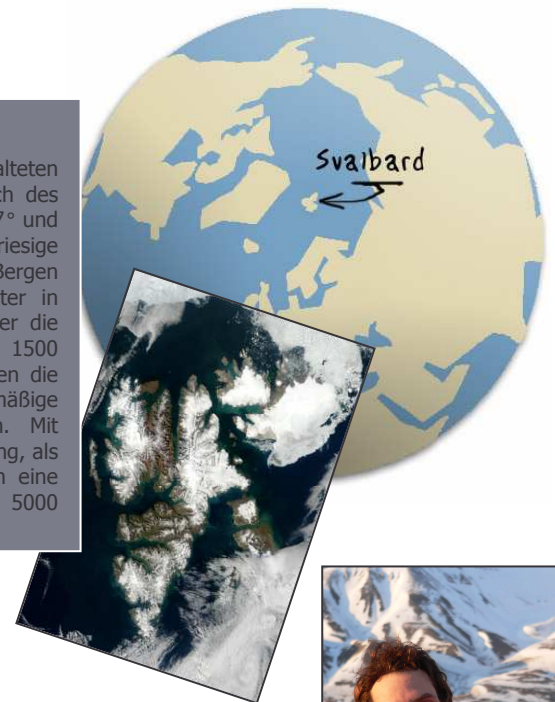 Svalbard
alteten
ch des
7° und
riesige
Bergen
ter in
er die
1500
en die
mäßige
n. Mit
ng, als
n eine
5000